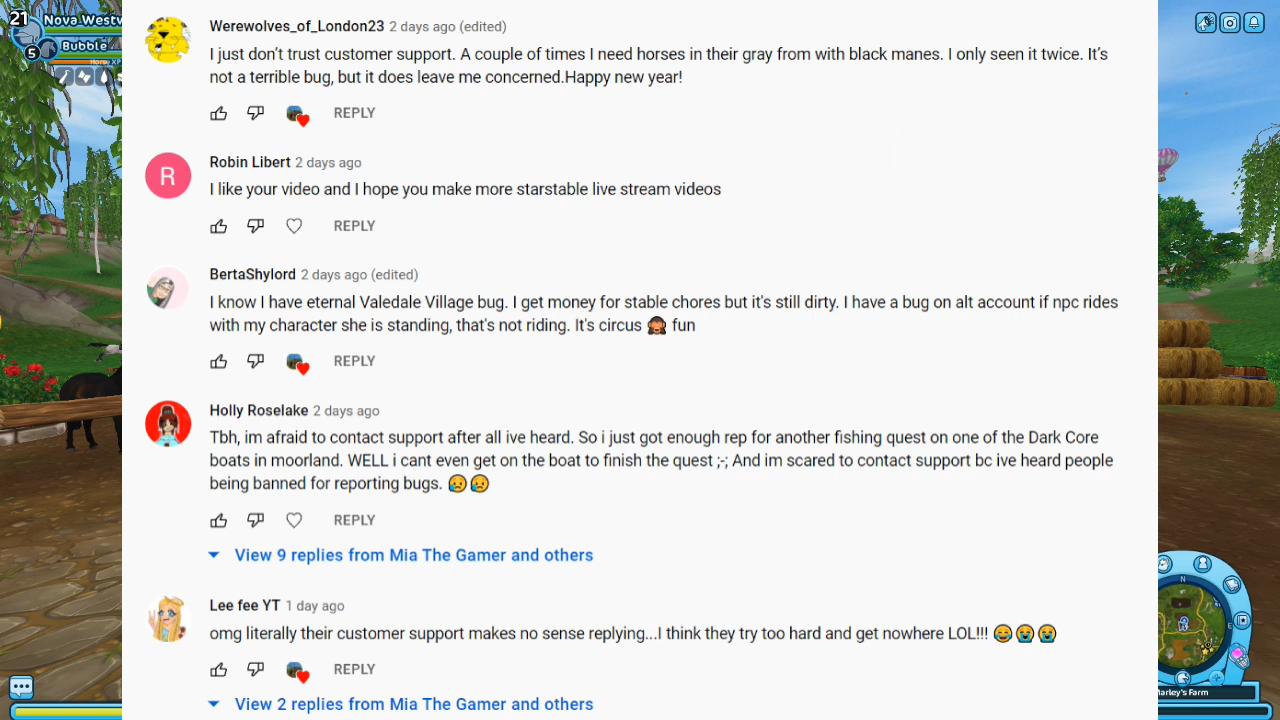 21
Nova Westw
5
Bubble
Horse XP
Werewolves_of_London23 2 days ago (edited)
I just don't trust customer support. A couple of times I need horses in their gray from with black manes. I only seen it twice. It's
not a terrible bug, but it does leave me concerned.Happy new year!
REPLY
R
Robin Libert 2 days ago
I like your video and I hope you make more starstable live stream videos
REPLY
BertaShylord 2 days ago (edited)
I know I have eternal Valedale Village bug. I get money for stable chores but it's still dirty. I have a bug on alt account if npc rides
with my character she is standing, that's not riding. It's circus 🙊 fun
REPLY
Holly Roselake 2 days ago
Tbh, im afraid to contact support after all ive heard. So i just got enough rep for another fishing quest on one of the Dark Core
boats in moorland. WELL i cant even get on the boat to finish the quest ;-; And im scared to contact support bc ive heard people
being banned for reporting bugs. 😥😥
REPLY
View 9 replies from Mia The Gamer and others
Lee fee YT 1 day ago
omg literally their customer support makes no sense replying...I think they try too hard and get nowhere LOL!!! 😂😭😭
REPLY
View 2 replies from Mia The Gamer and others
N
E
Marley's Farm